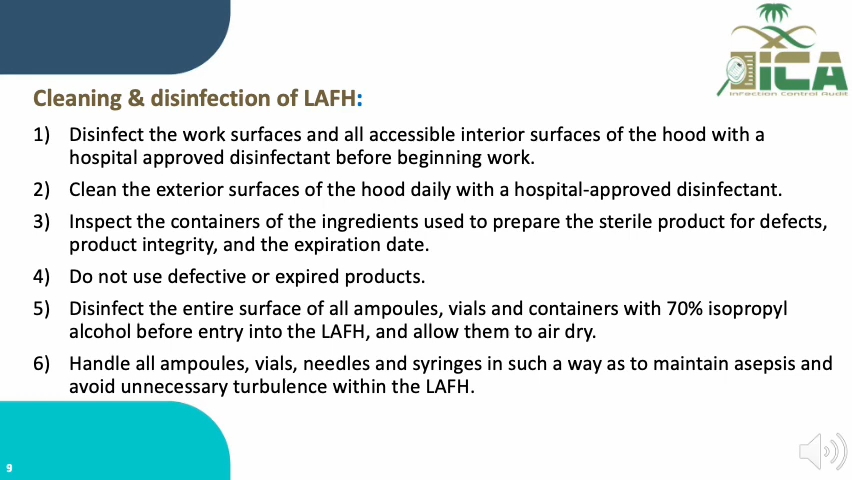 iCA
Infection Control Audit
Cleaning & disinfection of LAFH:
1) Disinfect the work surfaces and all accessible interior surfaces of the hood with a
hospital approved disinfectant before beginning work.
2) Clean the exterior surfaces of the hood daily with a hospital-approved disinfectant.
3) Inspect the containers of the ingredients used to prepare the sterile product for defects,
product integrity, and the expiration date.
4) Do not use defective or expired products.
5) Disinfect the entire surface of all ampoules, vials and containers with 70% isopropyl
alcohol before entry into the LAFH, and allow them to air dry.
6) Handle all ampoules, vials, needles and syringes in such a way as to maintain asepsis and
avoid unnecessary turbulence within the LAFH.
9